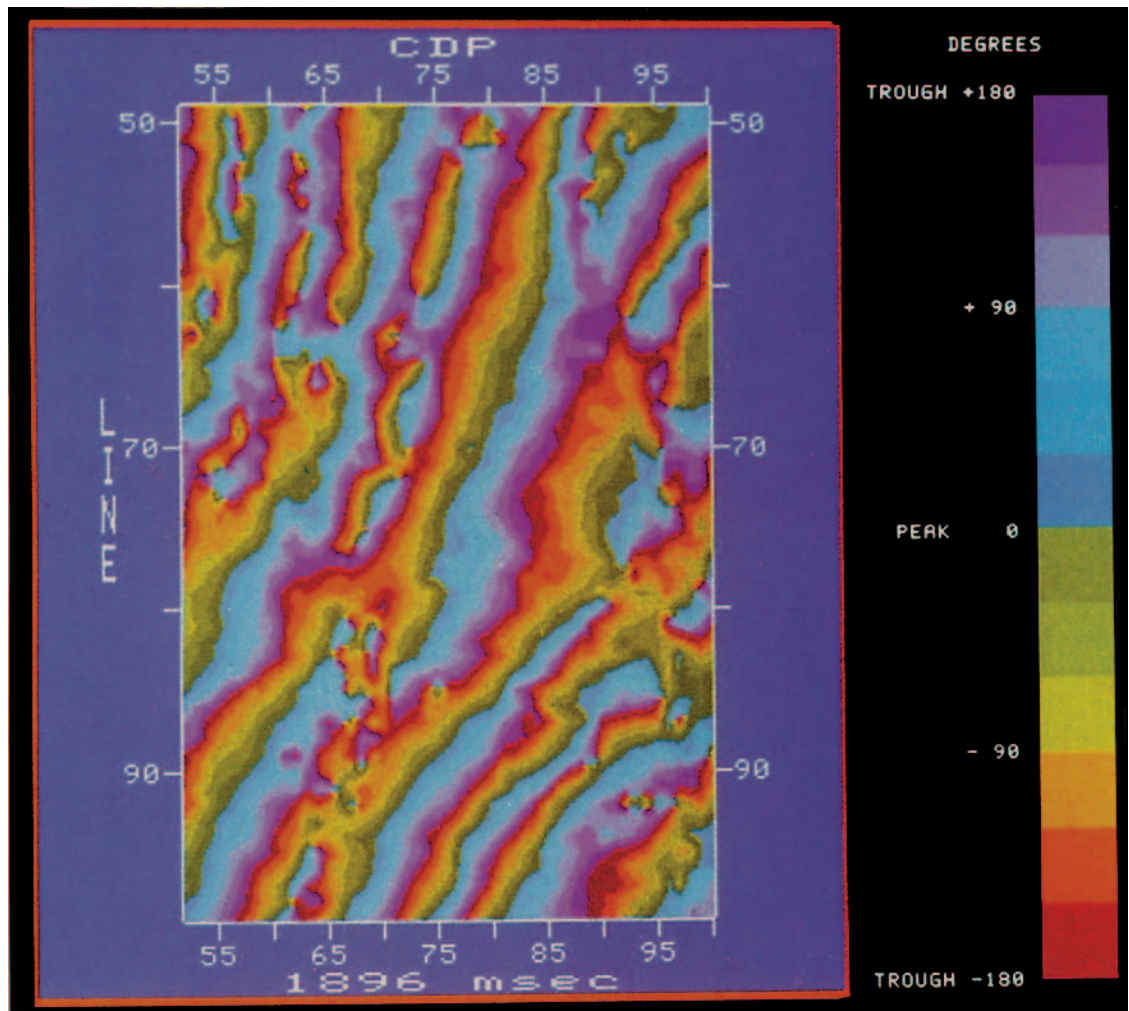 CDP
55 65 75 85 95
50 50
LINE
70 70
90 90
55 65 75 85 95
1896 msec
DEGREES
TROUGH +180
+ 90
PEAK 0
- 90
TROUGH -180